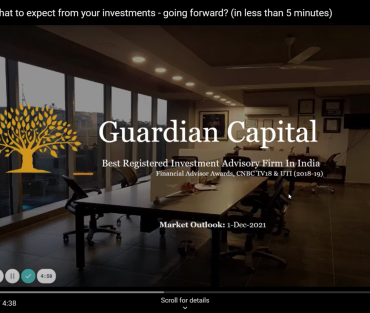 hat to expect from your investments - going forward? (in less than 5 minutes)
Guardian Capital
Best Registered Investment Advisory Firm In India
Financial Advisor Awards, CNBC TV18 & UTI (2018-19)
Market Outlook: 1-Dec-2021
4:58
4:38
Scroll for details